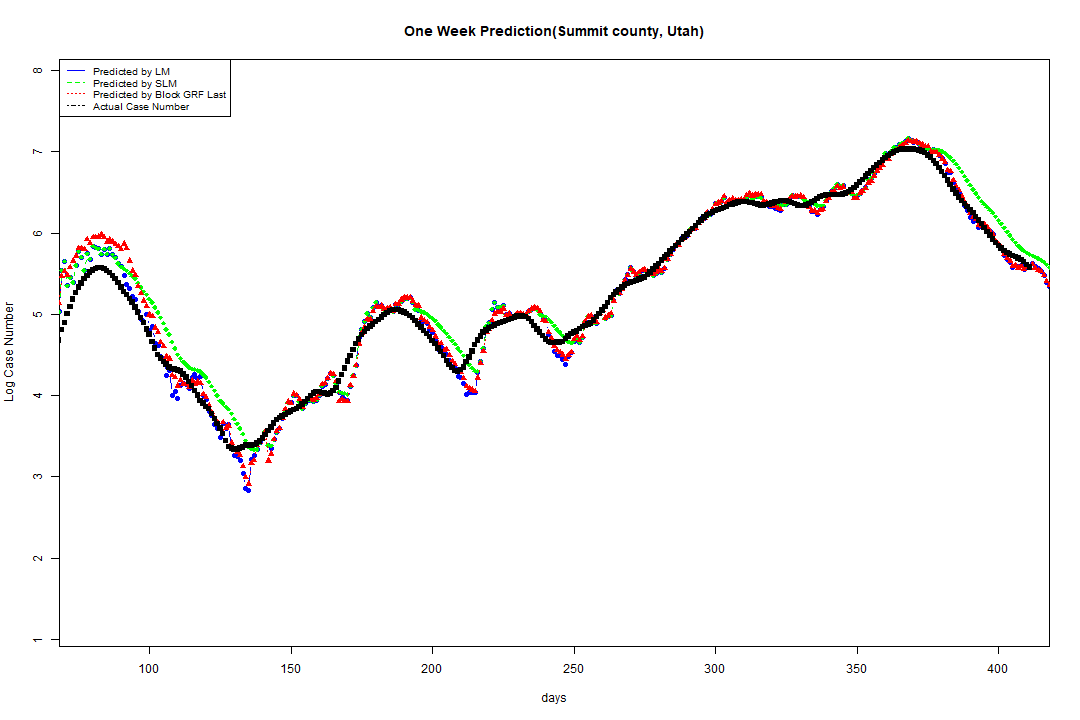 One Week Prediction(Summit county, Utah)
Predicted by LM
Predicted by SLM
Predicted by Block GRF Last
Actual Case Number
8
7
6
5
4
3
2
1
Log Case Number
100 150 200 250 300 350 400
days